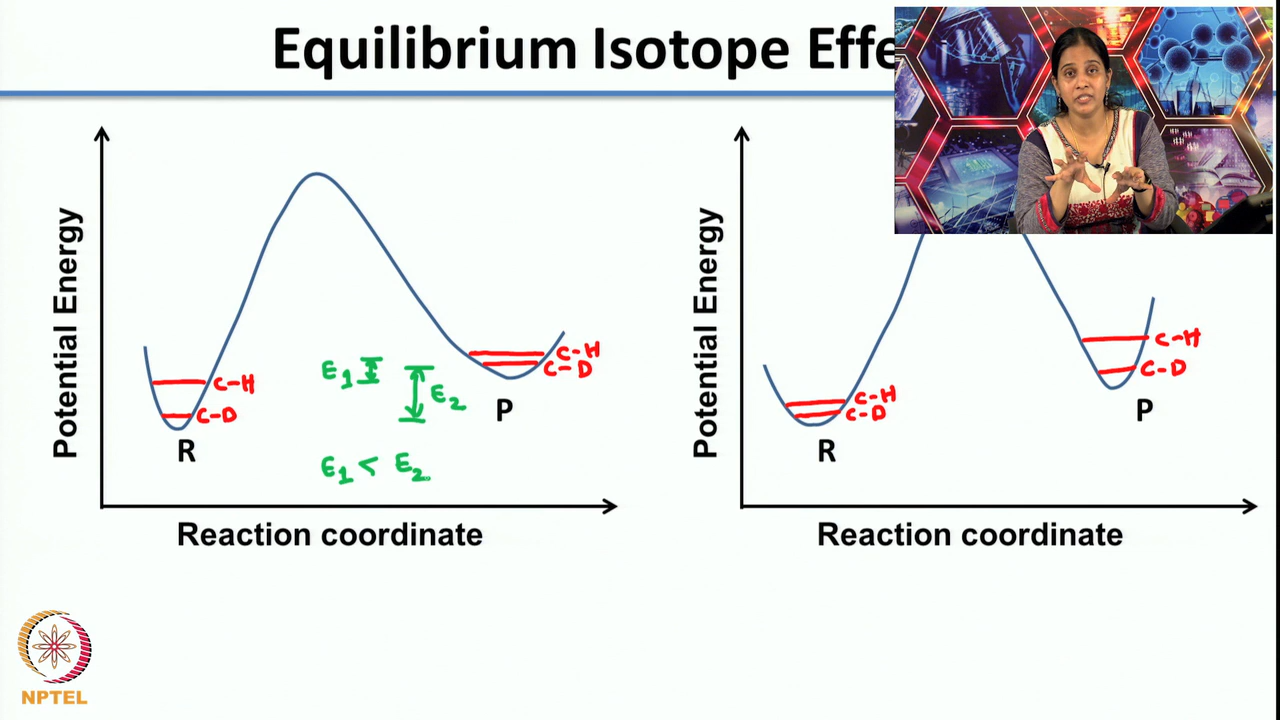 Equilibrium Isotope Effe
Potential Energy
C-H
C-D
R
E1
E2
E1 < E2
C-H
C-D
P
Reaction coordinate
Potential Energy
C-H
C-D
R
C-H
C-D
P
Reaction coordinate
NPTEL